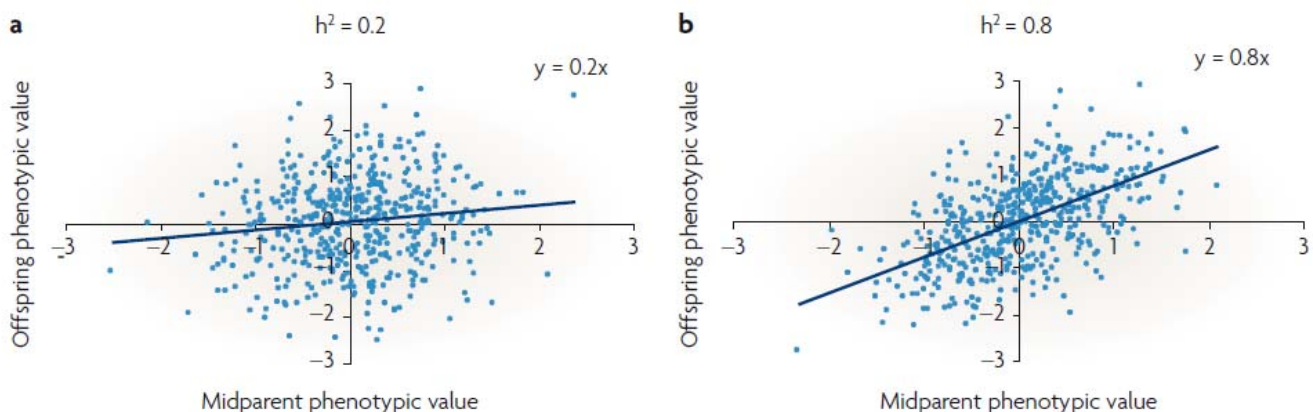 a
h² = 0.2
y = 0.2x
Offspring phenotypic value
3
2
1
0
−1
−2
−3
−3 −2 −1 0 1 2 3
Midparent phenotypic value
b
h² = 0.8
y = 0.8x
Offspring phenotypic value
3
2
1
0
−1
−2
−3
−3 −2 −1 0 1 2 3
Midparent phenotypic value